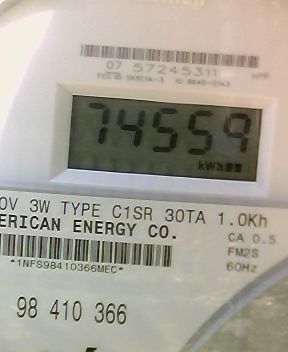 07 57245311
74559
kWh
0V 3W TYPE C1SR 30TA 1.0Kh
ERICAN ENERGY CO.
CA 0.5
FM2S
60Hz
*1NFS98410366MEC*
98 410 366